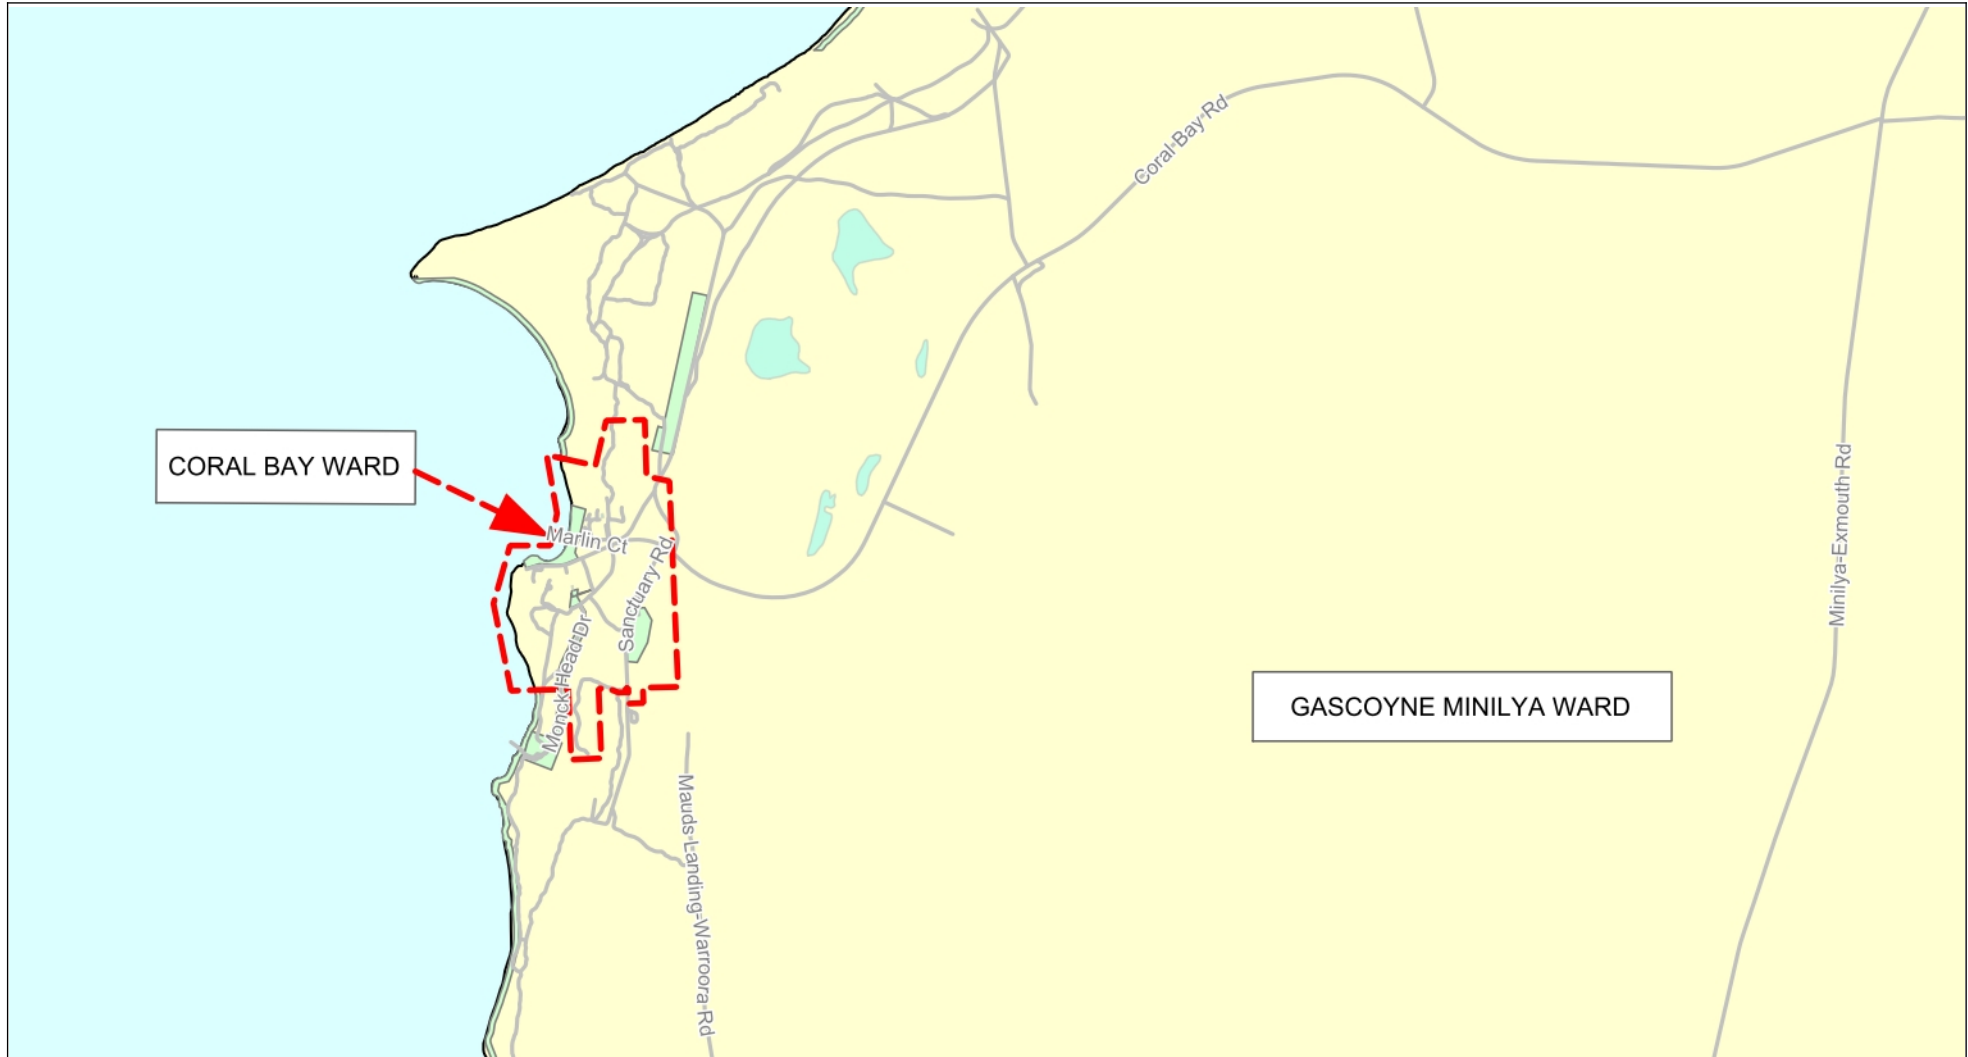 Coral-Bay-Rd
CORAL BAY WARD
Marlin Ct
Sanctuary-Rd
Monck-Head-Dr
Minilya-Exmouth-Rd
GASCOYNE MINILYA WARD
Mauds-Landing-Warroora-Rd